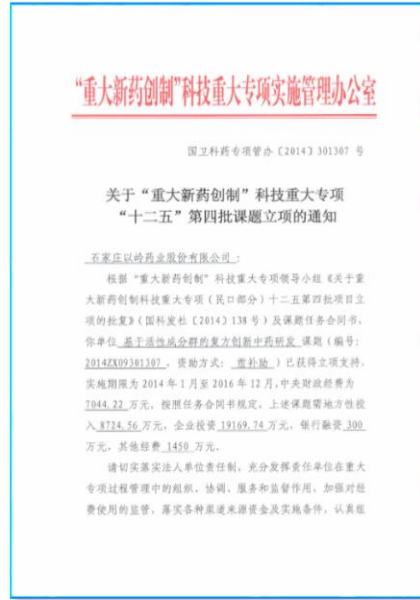 “重大新药创制”科技重大专项实施管理办公室
国卫科药专项管办〔2014〕301307 号
关于“重大新药创制”科技重大专项
“十二五”第四批课题立项的通知
石家庄以岭药业股份有限公司：
根据“重大新药创制”科技重大专项领导小组《关于重
大新药创制科技重大专项（民口部分）十二五第四批项目立
项的批复》（国科发社〔2014〕138 号）及课题任务合同书，
你单位 基于活性成分群的复方创新中药研发 课题（编号：
2014ZX09301307 ，资助方式： 前补助 ）已获得立项支持，
实施期限为 2014 年 1 月至 2016 年 12 月，中央财政经费为
7044.22 万元，按照任务合同书规定，上述课题需地方性投
入 8724.56 万元，企业投资 19169.74 万元，银行融资 300
万元，其他经费 1450 万元。
请切实落实法人单位责任制，充分发挥责任单位在重大
专项过程管理中的组织、协调、服务和监督作用，加强对经
费使用的监管，落实各种渠道来源资金及实施条件，认真组